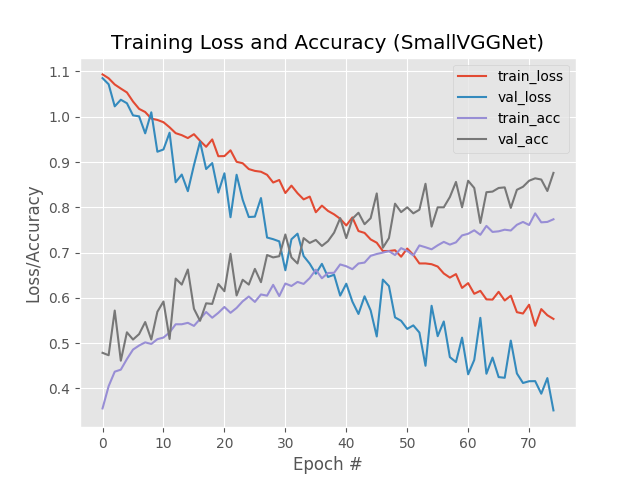 Training Loss and Accuracy (SmallVGGNet)
train_loss
val_loss
train_acc
val_acc
Loss/Accuracy
1.1
1.0
0.9
0.8
0.7
0.6
0.5
0.4
0 10 20 30 40 50 60 70
Epoch #